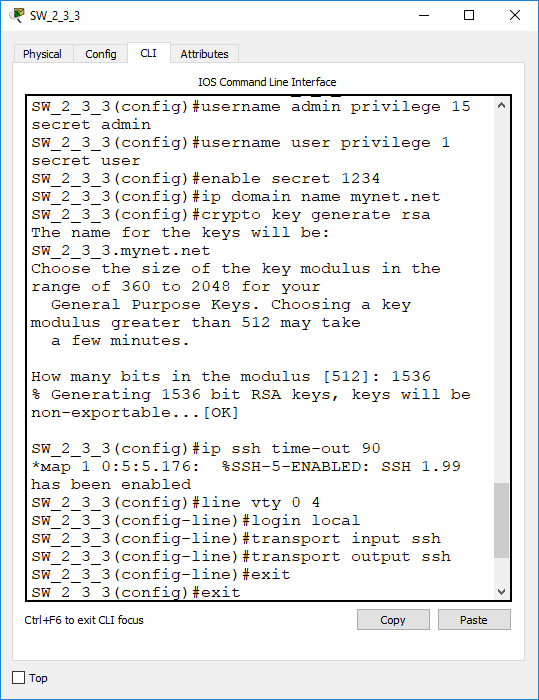 SW_2_3_3
Physical Config CLI Attributes
IOS Command Line Interface
SW_2_3_3(config)#username admin privilege 15
secret admin
SW_2_3_3(config)#username user privilege 1
secret user
SW_2_3_3(config)#enable secret 1234
SW_2_3_3(config)#ip domain name mynet.net
SW_2_3_3(config)#crypto key generate rsa
The name for the keys will be:
SW_2_3_3.mynet.net
Choose the size of the key modulus in the
range of 360 to 2048 for your
General Purpose Keys. Choosing a key
modulus greater than 512 may take
a few minutes.
How many bits in the modulus [512]: 1536
% Generating 1536 bit RSA keys, keys will be
non-exportable...[OK]
SW_2_3_3(config)#ip ssh time-out 90
*мар 1 0:5:5.176: %SSH-5-ENABLED: SSH 1.99
has been enabled
SW_2_3_3(config)#line vty 0 4
SW_2_3_3(config-line)#login local
SW_2_3_3(config-line)#transport input ssh
SW_2_3_3(config-line)#transport output ssh
SW_2_3_3(config-line)#exit
SW_2_3_3(config)#exit
Ctrl+F6 to exit CLI focus
Copy Paste
Top